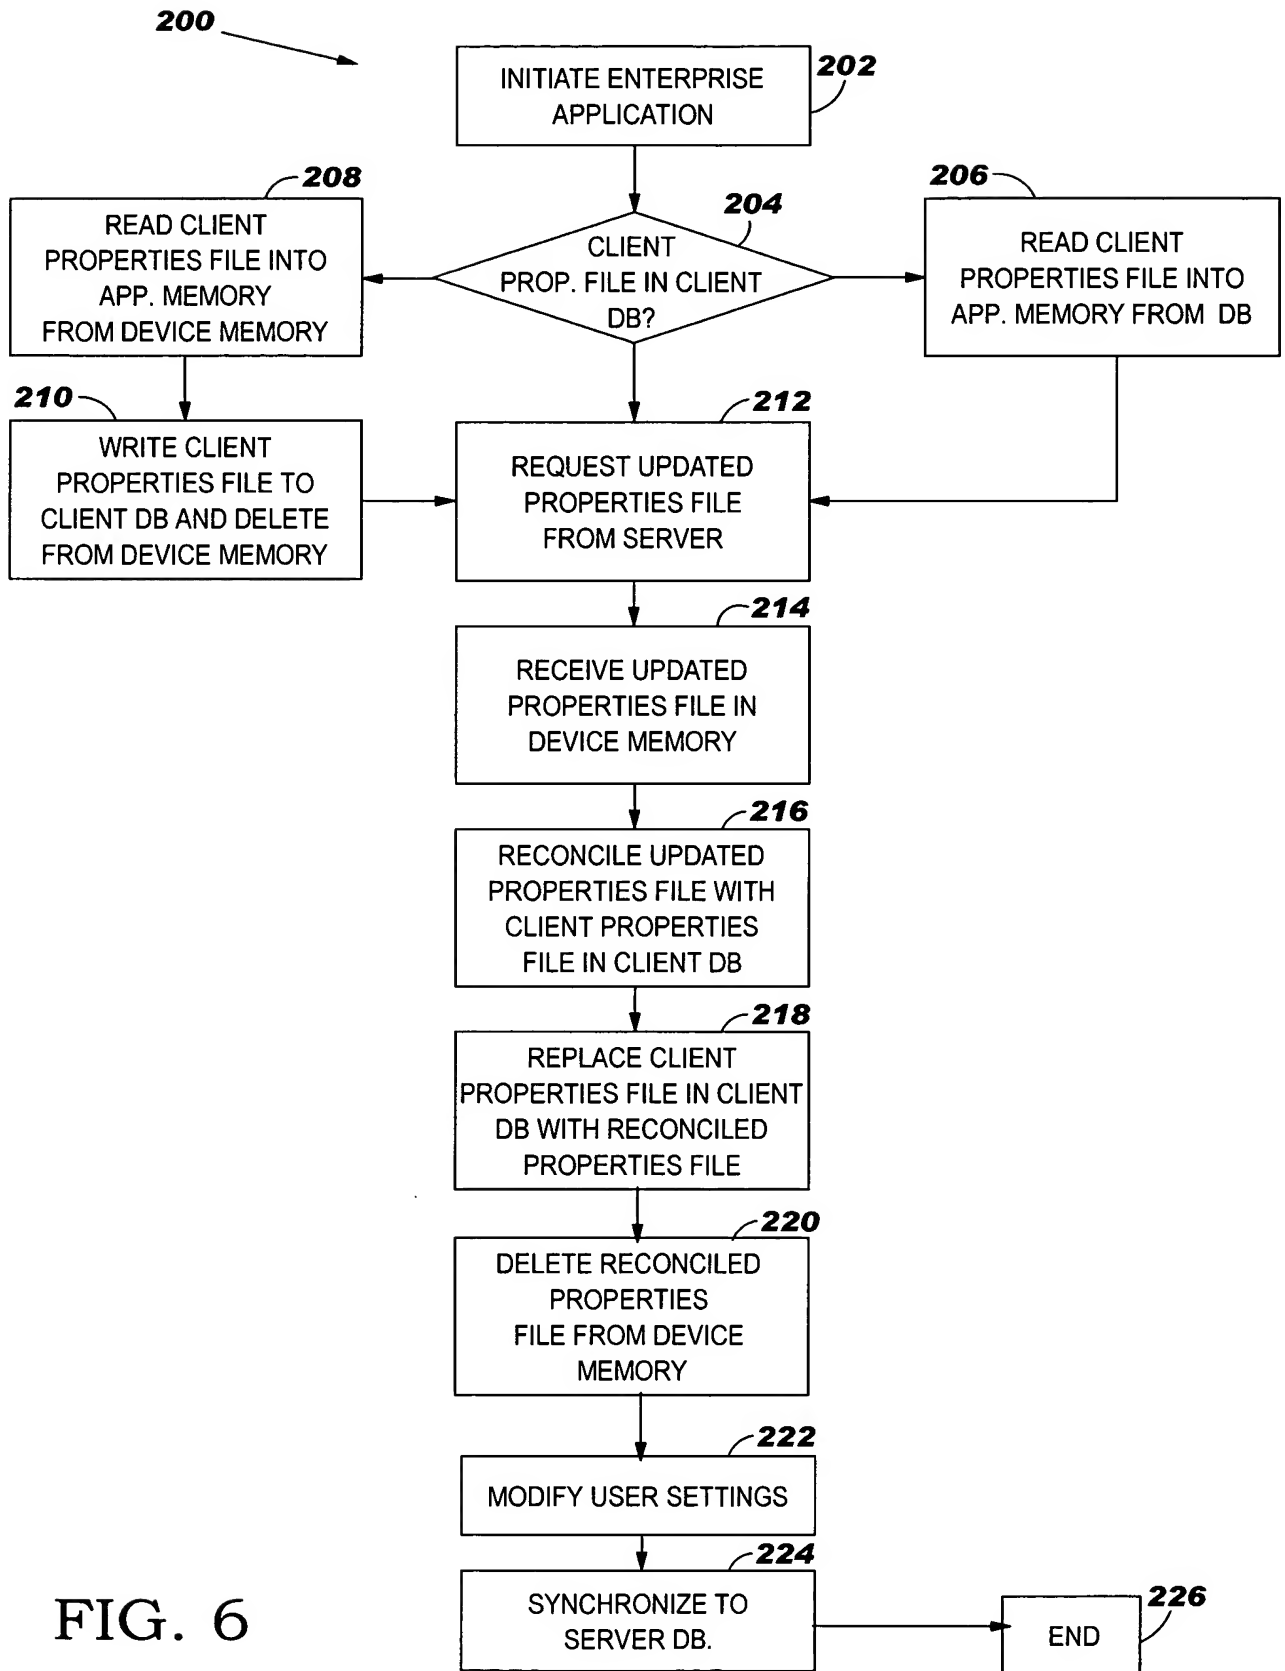 200
INITIATE ENTERPRISE
APPLICATION
202
208
READ CLIENT
PROPERTIES FILE INTO
APP. MEMORY
FROM DEVICE MEMORY
204
CLIENT
PROP. FILE IN CLIENT
DB?
206
READ CLIENT
PROPERTIES FILE INTO
APP. MEMORY FROM DB
210
WRITE CLIENT
PROPERTIES FILE TO
CLIENT DB AND DELETE
FROM DEVICE MEMORY
212
REQUEST UPDATED
PROPERTIES FILE
FROM SERVER
214
RECEIVE UPDATED
PROPERTIES FILE IN
DEVICE MEMORY
216
RECONCILE UPDATED
PROPERTIES FILE WITH
CLIENT PROPERTIES
FILE IN CLIENT DB
218
REPLACE CLIENT
PROPERTIES FILE IN CLIENT
DB WITH RECONCILED
PROPERTIES FILE
220
DELETE RECONCILED
PROPERTIES
FILE FROM DEVICE
MEMORY
222
MODIFY USER SETTINGS
224
SYNCHRONIZE TO
SERVER DB.
226
END
FIG. 6